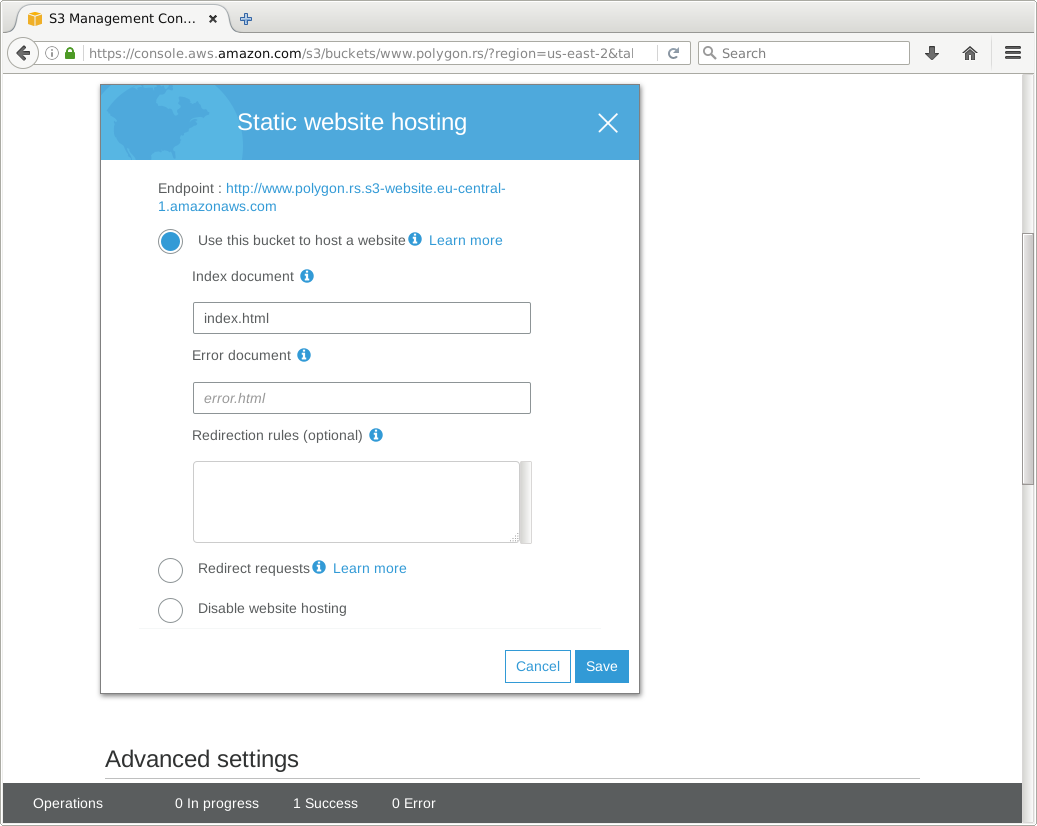 S3 Management Con...
https://console.aws.amazon.com/s3/buckets/www.polygon.rs/?region=us-east-2&tal
Search
Static website hosting
Endpoint : http://www.polygon.rs.s3-website.eu-central-
1.amazonaws.com
Use this bucket to host a website Learn more
Index document
index.html
Error document
error.html
Redirection rules (optional)
Redirect requests Learn more
Disable website hosting
Cancel Save
Advanced settings
Operations 0 In progress 1 Success 0 Error